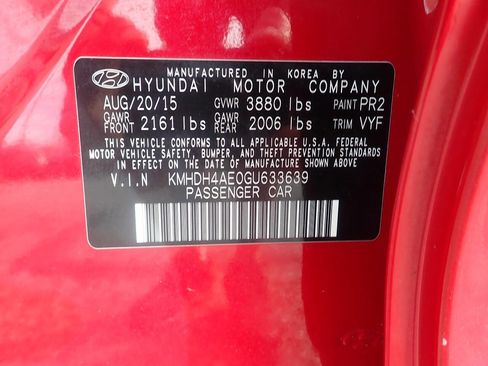 MANUFACTURED IN KOREA BY
HYUNDAI MOTOR COMPANY
AUG/20/15 GVWR 3880 lbs PAINT PR2
GAWR FRONT 2161 lbs GAWR REAR 2006 lbs TRIM VYF
THIS VEHICLE CONFORMS TO ALL APPLICABLE U.S.A. FEDERAL
MOTOR VEHICLE SAFETY, BUMPER, AND THEFT PREVENTION STANDARDS
IN EFFECT ON THE DATE OF MANUFACTURE SHOWN ABOVE.
V.I.N KMHDH4AE0GU633639
PASSENGER CAR